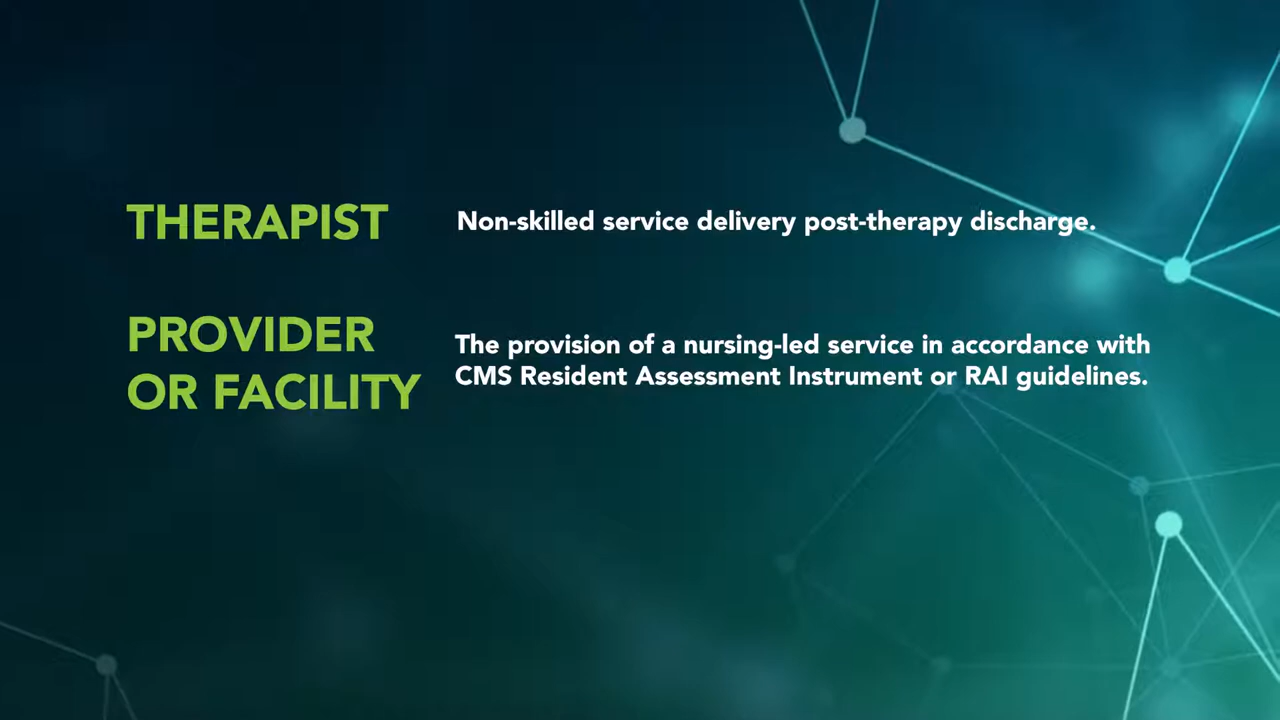 THERAPIST
Non-skilled service delivery post-therapy discharge.
PROVIDER
OR FACILITY
The provision of a nursing-led service in accordance with
CMS Resident Assessment Instrument or RAI guidelines.